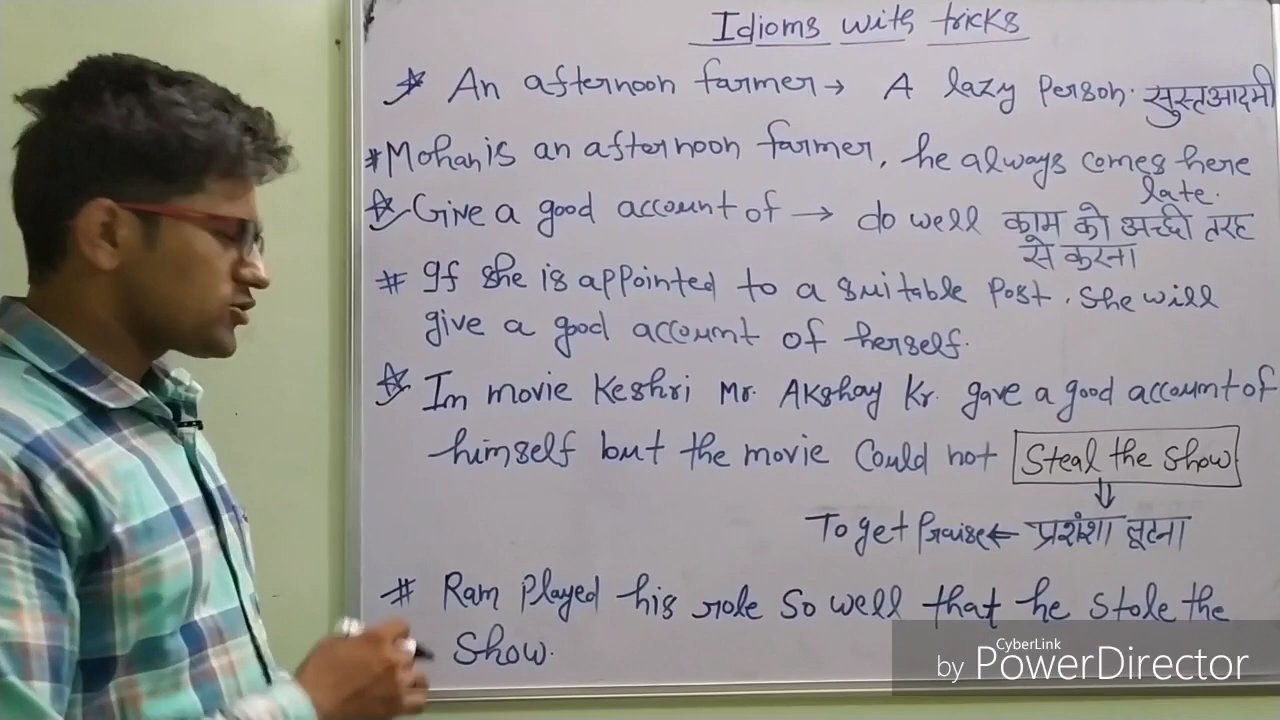 Idioms with tricks
An afternoon farmer → A lazy Person. सुस्त आदमी
# Mohan is an afternoon farmer, he always comes here
late.
Give a good account of → do well काम को अच्छी तरह
से करना
# If she is appointed to a suitable Post. She will
give a good account of herself.
In movie Keshri Mr. Akshay Kr. gave a good account of
himself but the movie Could not Steal the Show
⇓
To get Praise ← प्रशंशा लूटना
# Ram Played his role So well that he Stole the
Show.
CyberLink
by PowerDirector